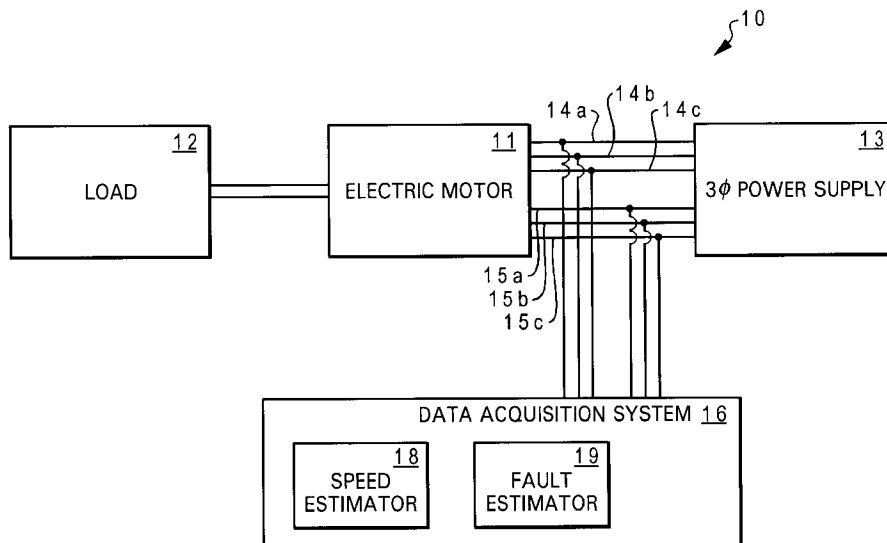 10
14a
14b
14c
12
LOAD
11
ELECTRIC MOTOR
13
3ϕ POWER SUPPLY
15a
15b
15c
DATA ACQUISITION SYSTEM 16
18
SPEED
ESTIMATOR
19
FAULT
ESTIMATOR